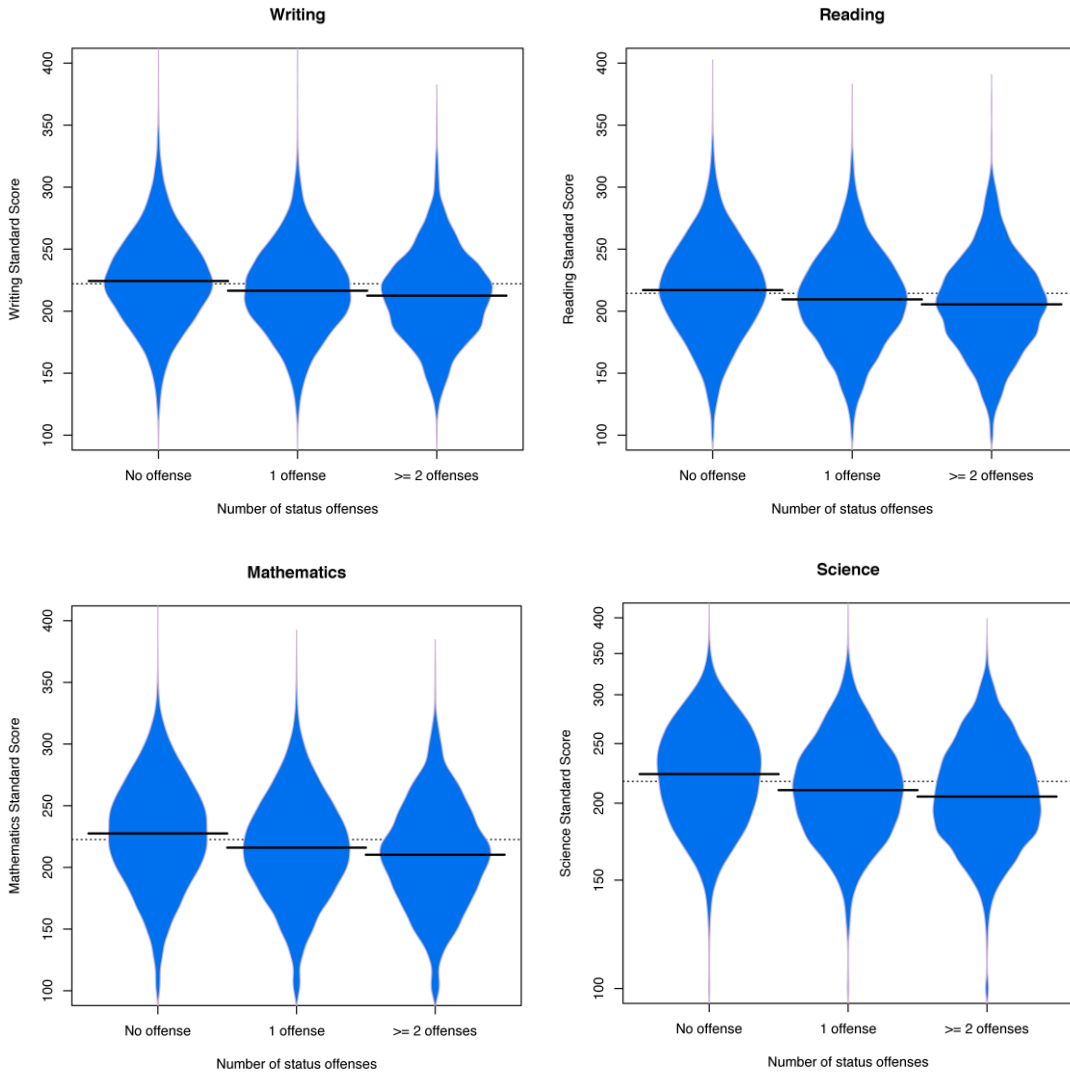 Writing
Writing Standard Score
400
350
300
250
200
150
100
No offense 1 offense >= 2 offenses
Number of status offenses
Reading
Reading Standard Score
400
350
300
250
200
150
100
No offense 1 offense >= 2 offenses
Number of status offenses
Mathematics
Mathematics Standard Score
400
300
250
200
150
100
No offense 1 offense >= 2 offenses
Number of status offenses
Science
Science Standard Score
400
350
300
250
200
150
100
No offense 1 offense >= 2 offenses
Number of status offenses